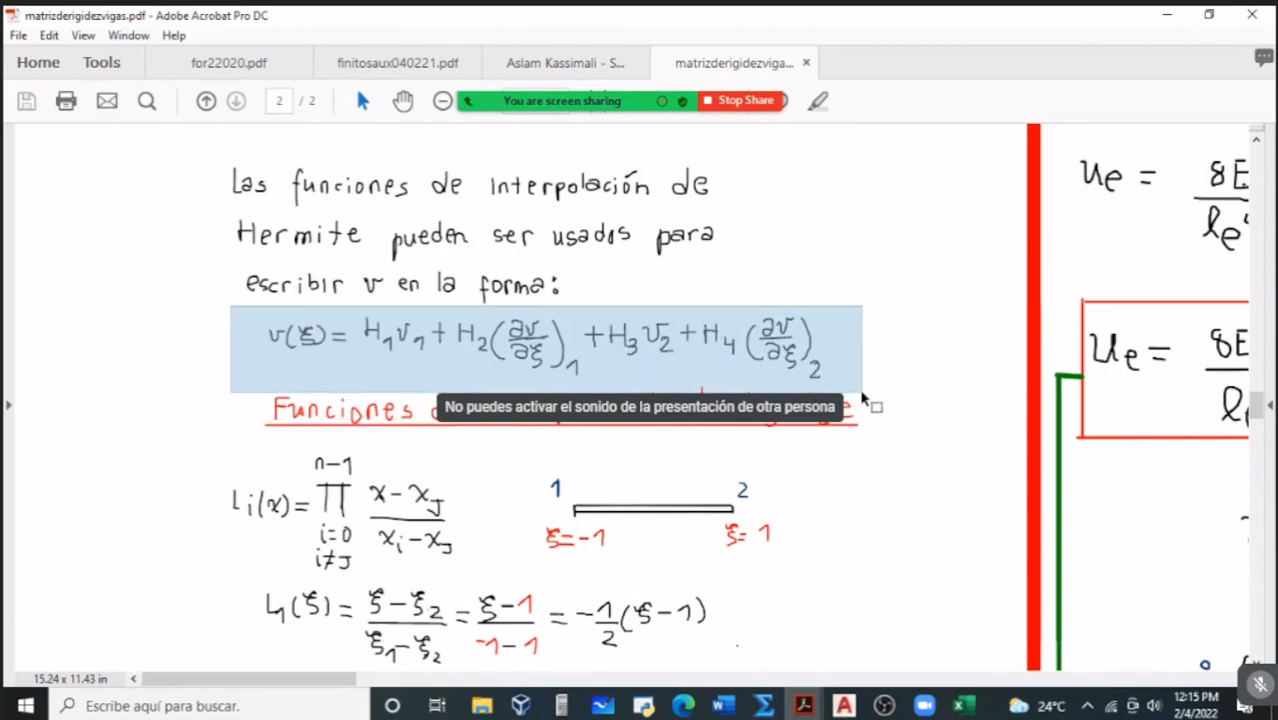 matrizderigidezvigas.pdf - Adobe Acrobat Pro DC
File Edit View Window Help
Home Tools for22020.pdf finitosaux040221.pdf Aslam Kassimali - S... matrizderigidezviga... ×
2 / 2 You are screen sharing Stop Share
Las funciones de interpolación de
Hermite pueden ser usados para
escribir v en la forma:
v(ξ) = H₁v₁ + H₂(∂v/∂ξ)₁ + H₃v₂ + H₄(∂v/∂ξ)₂
Funciones
No puedes activar el sonido de la presentación de otra persona
n-1
Li(x) = ∏ (x - xJ)/(xi - xJ)
i=0
i≠J
1 2
ξ=-1 ξ=1
L₁(ξ) = (ξ-ξ₂)/(ξ₁-ξ₂) = (ξ-1)/(-1-1) = -1/2(ξ-1)
ue = 8E
le
ue = 8E
15.24 x 11.43 in
Escribe aquí para buscar.
24°C
12:15 PM
2/4/2022